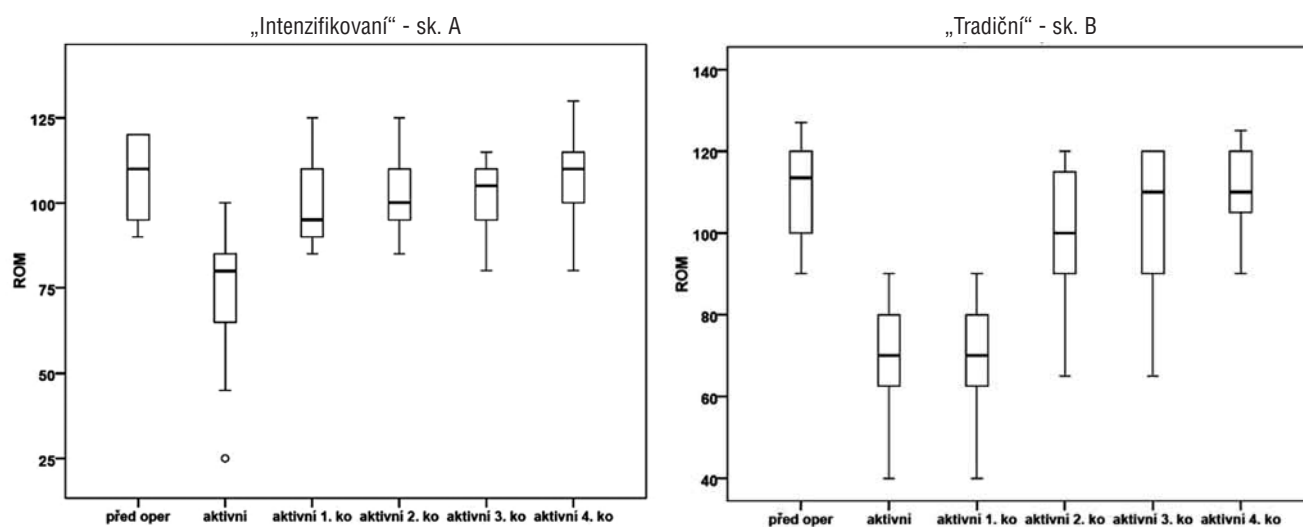 „Intenzifikovaní“ - sk. A
125
100
75
50
25
ROM
před oper
aktivní
aktivní 1. ko
aktivní 2. ko
aktivní 3. ko
aktivní 4. ko
„Tradiční“ - sk. B
140
120
100
80
60
40
ROM
před oper
aktivní
aktivní 1. ko
aktivní 2. ko
aktivní 3. ko
aktivní 4. ko